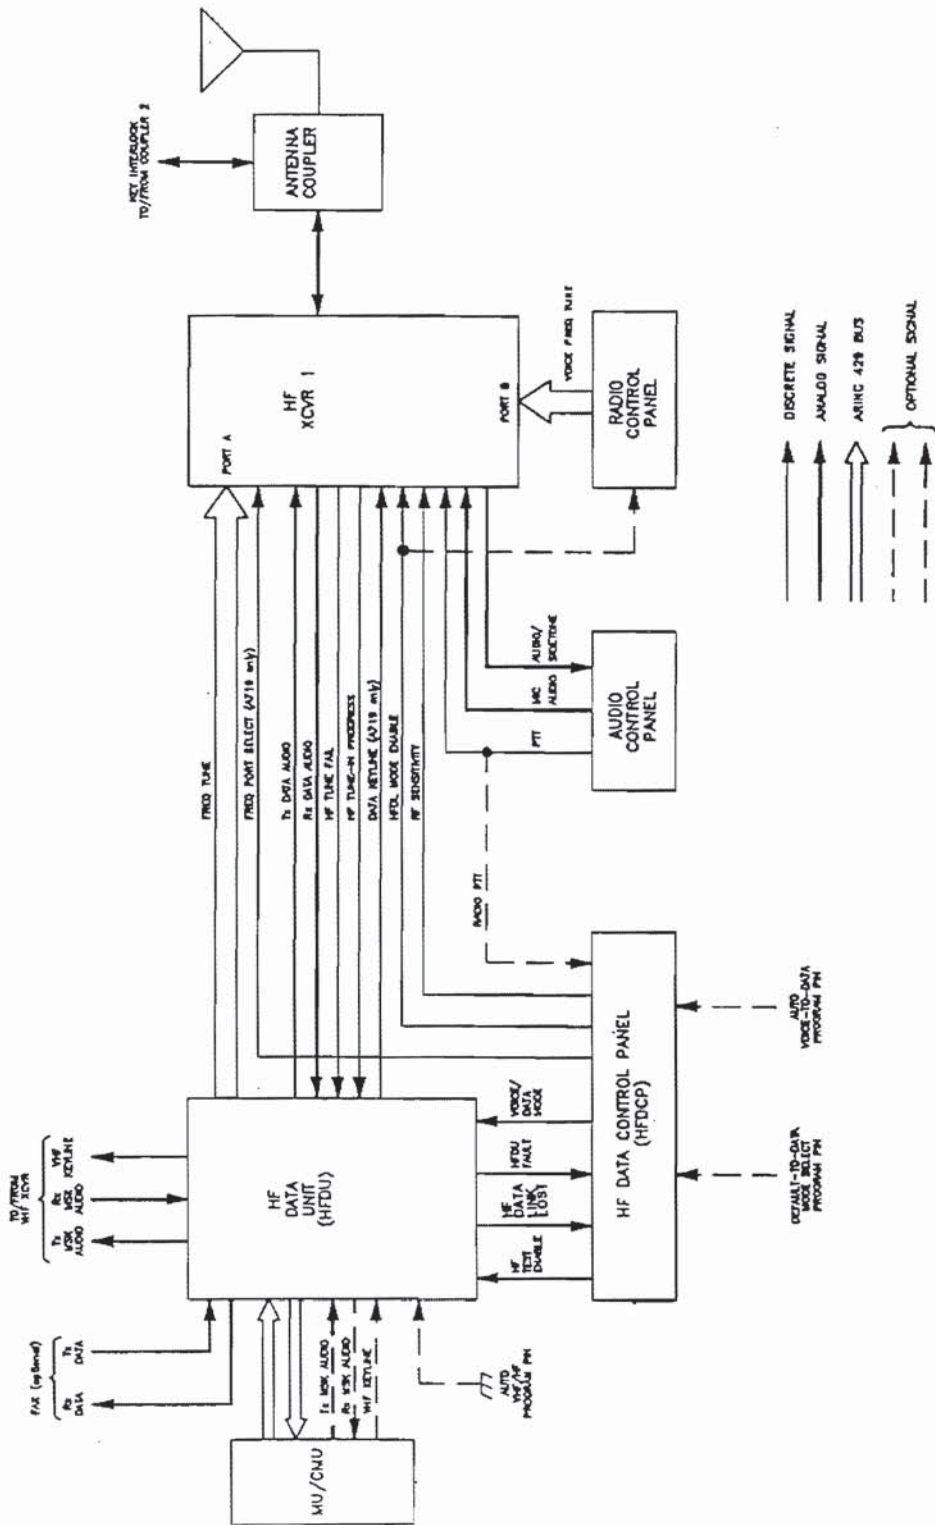 KEY INTERLOCK
TO/FROM COUPLER 2
ANTENNA
COUPLER
HF
XCVR 1
PORT A
PORT B
VOICE FREQ TUNE
RADIO
CONTROL
PANEL
FREQ TUNE
FREQ PORT SELECT (A719 only)
Tx DATA AUDIO
Rx DATA AUDIO
HF TUNE FAIL
HF TUNE-IN PROGRESS
DATA KEYLINE (A719 only)
HFDL MODE ENABLE
RF SENSITIVITY
AUDIO/
SIDETONE
MIC
AUDIO
PTT
AUDIO
CONTROL
PANEL
RADIO PTT
TO/FROM
VHF XCVR
Tx
MSK
AUDIO
Rx
MSK
AUDIO
VHF
KEYLINE
HF
DATA
UNIT
(HFDU)
VOICE/
DATA
MODE
HFDU
FAULT
HF
DATA
LINK
LOST
HF
TEST
ENABLE
HF DATA CONTROL PANEL
(HFDCP)
AUTO
VOICE-TO-DATA
PROGRAM PIN
DEFAULT-TO-DATA
MODE SELECT
PROGRAM PIN
FAX (optional)
Rx
DATA
Tx
DATA
MU/CMU
Tx MSK AUDIO
Rx MSK AUDIO
VHF KEYLINE
AUTO
VHF/HF
PROGRAM PIN
DISCRETE SIGNAL
ANALOG SIGNAL
ARINC 429 BUS
OPTIONAL SIGNAL